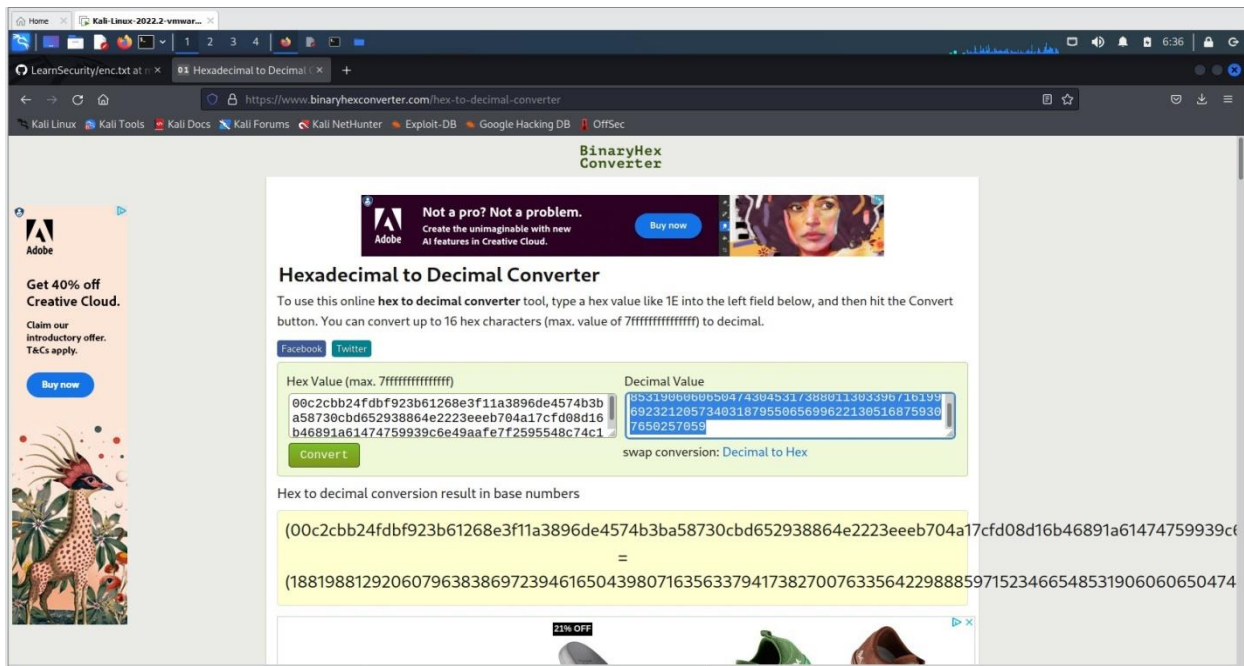 Home
Kali-Linux-2022.2-vmwar...
1 2 3 4
6:36
LearnSecurity/enc.txt at m
01 Hexadecimal to Decimal C
https://www.binaryhexconverter.com/hex-to-decimal-converter
Kali Linux Kali Tools Kali Docs Kali Forums Kali NetHunter Exploit-DB Google Hacking DB OffSec
BinaryHex
Converter
Adobe
Get 40% off
Creative Cloud.
Claim our
introductory offer.
T&Cs apply.
Buy now
Adobe
Not a pro? Not a problem.
Create the unimaginable with new
AI features in Creative Cloud.
Buy now
Hexadecimal to Decimal Converter
To use this online hex to decimal converter tool, type a hex value like 1E into the left field below, and then hit the Convert
button. You can convert up to 16 hex characters (max. value of 7fffffffffffffff) to decimal.
Facebook Twitter
Hex Value (max. 7fffffffffffffff)
00c2cbb24fdbf923b61268e3f11a3896de4574b3b
a58730cbd652938864e2223eeeb704a17cfd08d16
b46891a61474759939c6e49aafe7f2595548c74c1
Convert
Decimal Value
85319060606504743045317388011303396716199
69232120573403187955065699622130516875930
7650257059
swap conversion: Decimal to Hex
Hex to decimal conversion result in base numbers
(00c2cbb24fdbf923b61268e3f11a3896de4574b3ba58730cbd652938864e2223eeeb704a17cfd08d16b46891a61474759939c6
=
(18819881292060796383869723946165043980716356337941738270076335642298885971523466548531906060650474
21% OFF